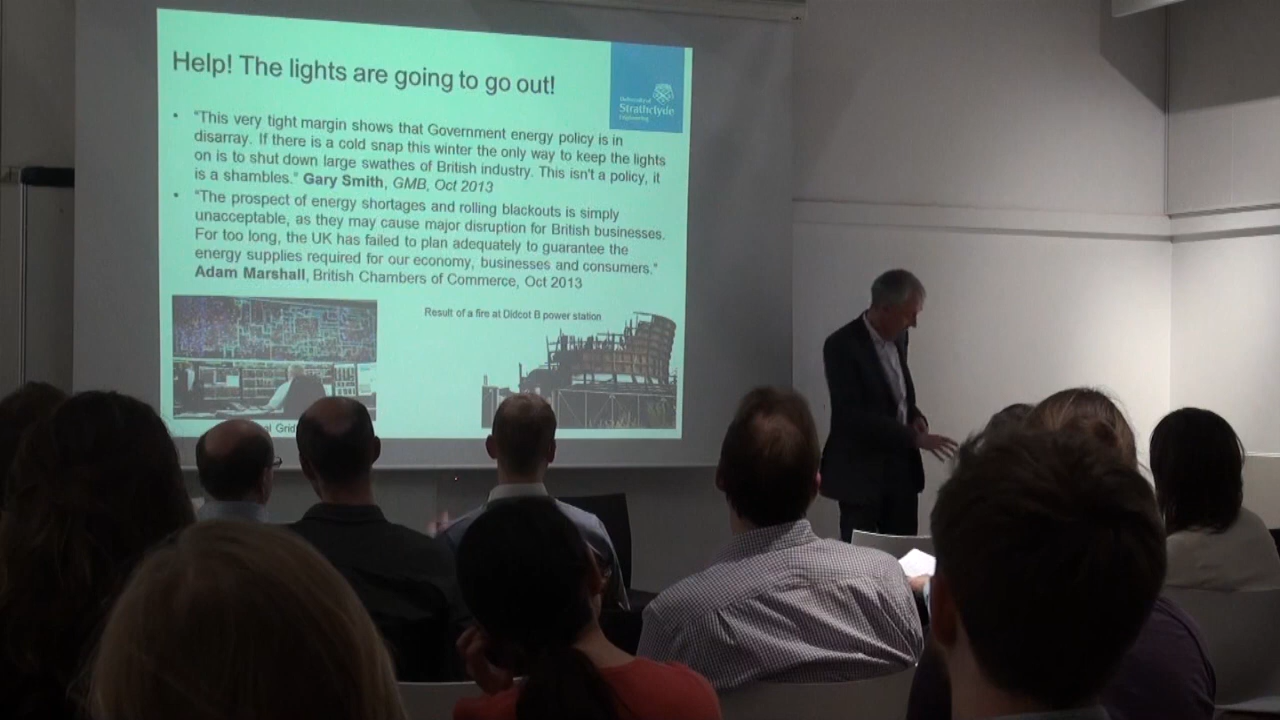 Help! The lights are going to go out!
University of
Strathclyde
Engineering
• "This very tight margin shows that Government energy policy is in
disarray. If there is a cold snap this winter the only way to keep the lights
on is to shut down large swathes of British industry. This isn't a policy, it
is a shambles." Gary Smith, GMB, Oct 2013
• "The prospect of energy shortages and rolling blackouts is simply
unacceptable, as they may cause major disruption for British businesses.
For too long, the UK has failed to plan adequately to guarantee the
energy supplies required for our economy, businesses and consumers."
Adam Marshall, British Chambers of Commerce, Oct 2013
Result of a fire at Didcot B power station